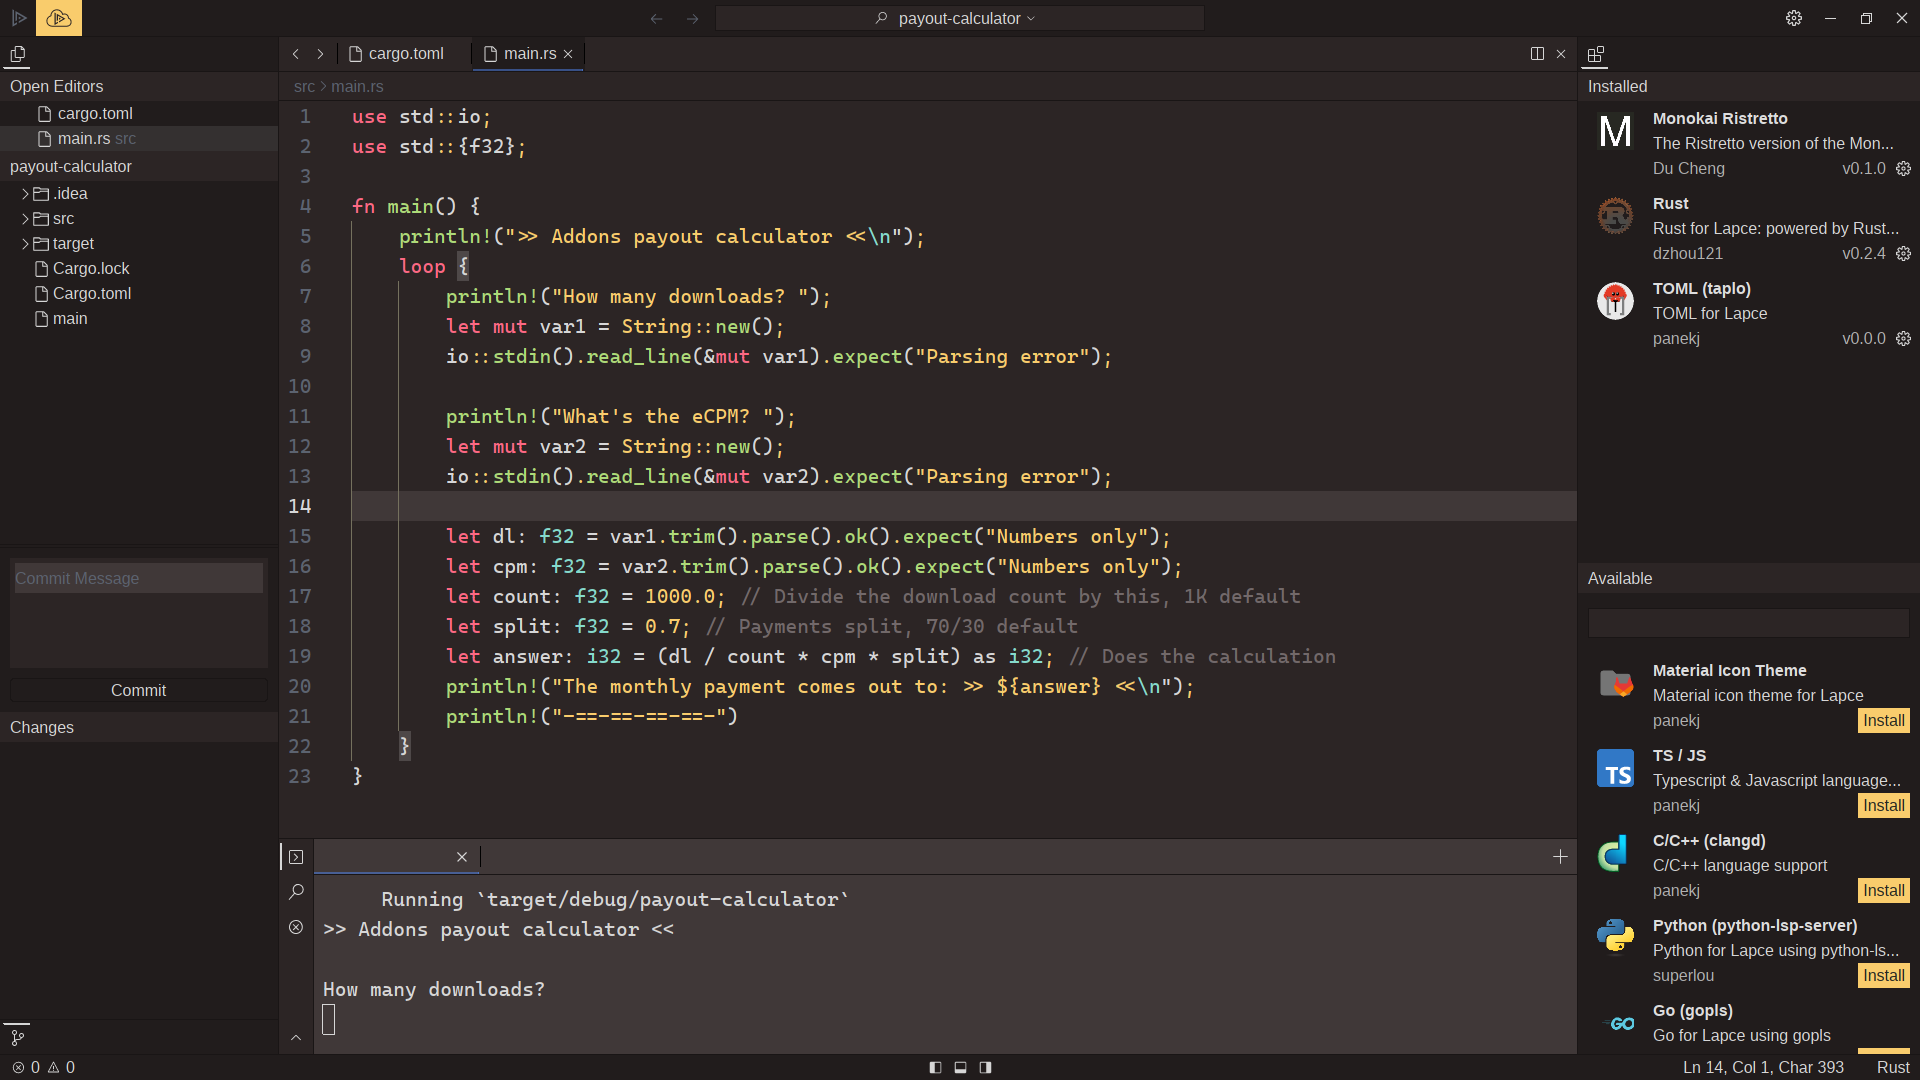 payout-calculator
Open Editors
cargo.toml
main.rs src
payout-calculator
.idea
src
target
Cargo.lock
Cargo.toml
main
Commit Message
Commit
Changes
cargo.toml
main.rs
src > main.rs
1 use std::io;
2 use std::{f32};
3
4 fn main() {
5 println!(">> Addons payout calculator <<\n");
6 loop {
7 println!("How many downloads? ");
8 let mut var1 = String::new();
9 io::stdin().read_line(&mut var1).expect("Parsing error");
10
11 println!("What's the eCPM? ");
12 let mut var2 = String::new();
13 io::stdin().read_line(&mut var2).expect("Parsing error");
14
15 let dl: f32 = var1.trim().parse().ok().expect("Numbers only");
16 let cpm: f32 = var2.trim().parse().ok().expect("Numbers only");
17 let count: f32 = 1000.0; // Divide the download count by this, 1K default
18 let split: f32 = 0.7; // Payments split, 70/30 default
19 let answer: i32 = (dl / count * cpm * split) as i32; // Does the calculation
20 println!("The monthly payment comes out to: >> ${answer} <<\n");
21 println!("-==-==-==-==-")
22 }
23 }
Running `target/debug/payout-calculator`
>> Addons payout calculator <<
How many downloads?
Installed
M
Monokai Ristretto
The Ristretto version of the Mon...
Du Cheng v0.1.0
R
Rust
Rust for Lapce: powered by Rust...
dzhou121 v0.2.4
TOML (taplo)
TOML for Lapce
panekj v0.0.0
Available
Material Icon Theme
Material icon theme for Lapce
panekj Install
TS
TS / JS
Typescript & Javascript language...
panekj Install
C/C++ (clangd)
C/C++ language support
panekj Install
Python (python-lsp-server)
Python for Lapce using python-ls...
superlou Install
GO
Go (gopls)
Go for Lapce using gopls
0 0
Ln 14, Col 1, Char 393 Rust